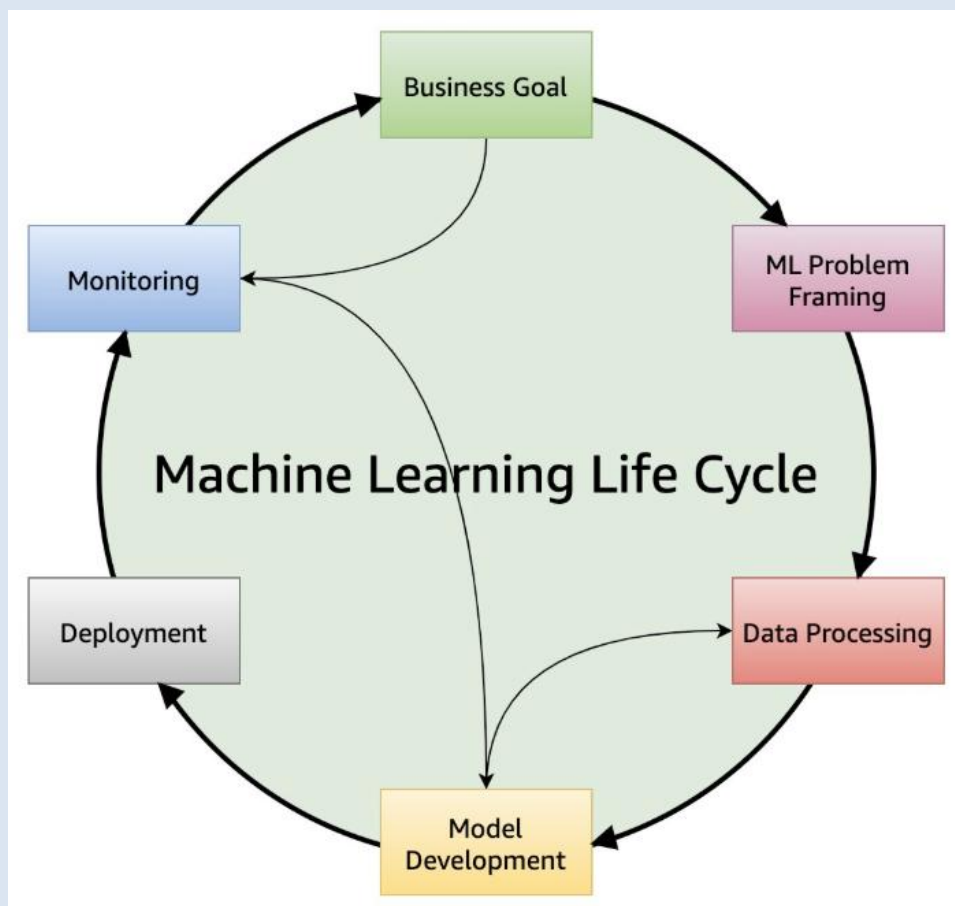 Business Goal
ML Problem
Framing
Monitoring
Machine Learning Life Cycle
Data Processing
Deployment
Model
Development